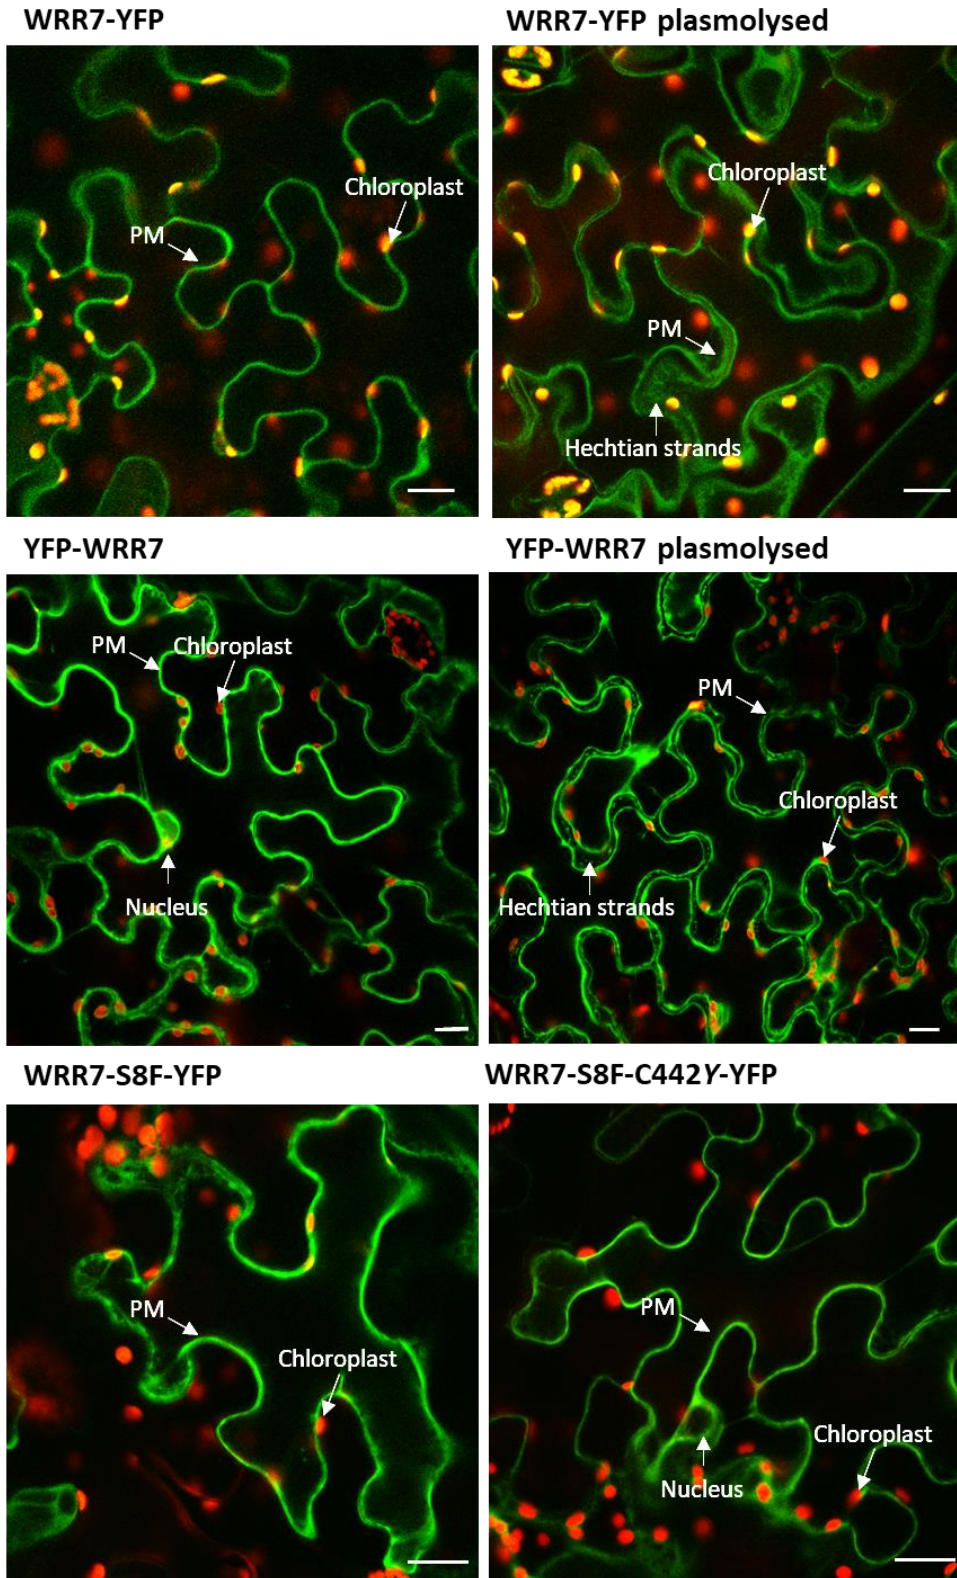 WRR7-YFP
WRR7-YFP plasmolysed
Chloroplast
PM
Chloroplast
PM
Hechtian strands
YFP-WRR7
YFP-WRR7 plasmolysed
PM
Chloroplast
Nucleus
PM
Chloroplast
Hechtian strands
WRR7-S8F-YFP
WRR7-S8F-C442Y-YFP
PM
Chloroplast
PM
Chloroplast
Nucleus